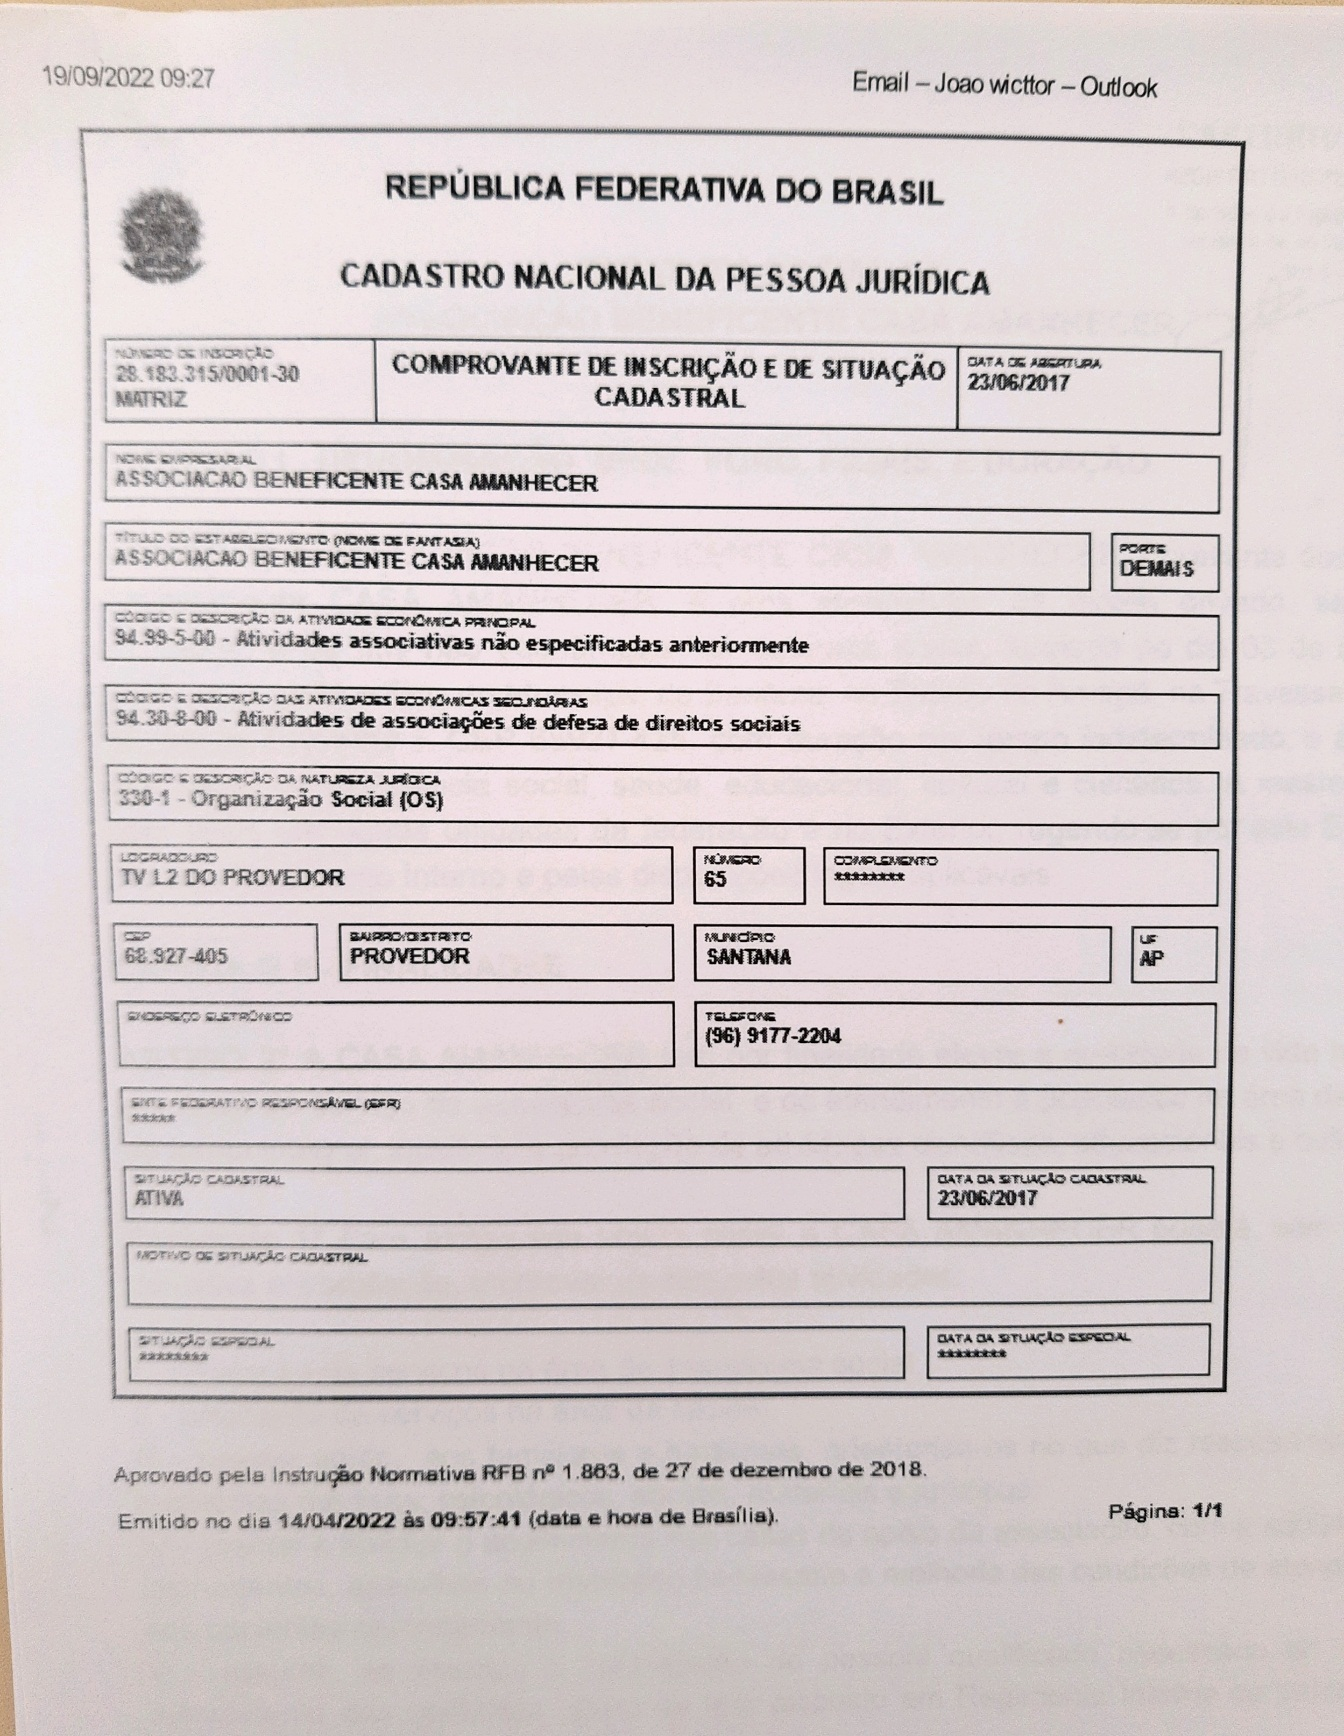 19/09/2022 09:27
Email – Joao wicttor – Outlook
REPÚBLICA FEDERATIVA DO BRASIL
CADASTRO NACIONAL DA PESSOA JURÍDICA
NÚMERO DE INSCRIÇÃO
28.183.315/0001-30
MATRIZ
COMPROVANTE DE INSCRIÇÃO E DE SITUAÇÃO
CADASTRAL
DATA DE ABERTURA
23/06/2017
NOME EMPRESARIAL
ASSOCIACAO BENEFICENTE CASA AMANHECER
TÍTULO DO ESTABELECIMENTO (NOME DE FANTASIA)
ASSOCIACAO BENEFICENTE CASA AMANHECER
PORTE
DEMAIS
CÓDIGO E DESCRIÇÃO DA ATIVIDADE ECONÔMICA PRINCIPAL
94.99-5-00 - Atividades associativas não especificadas anteriormente
CÓDIGO E DESCRIÇÃO DAS ATIVIDADES ECONÔMICAS SECUNDÁRIAS
94.30-8-00 - Atividades de associações de defesa de direitos sociais
CÓDIGO E DESCRIÇÃO DA NATUREZA JURÍDICA
330-1 - Organização Social (OS)
LOGRADOURO
TV L2 DO PROVEDOR
NÚMERO
65
COMPLEMENTO
********
CEP
68.927-405
BAIRRO/DISTRITO
PROVEDOR
MUNICÍPIO
SANTANA
UF
AP
ENDEREÇO ELETRÔNICO
TELEFONE
(96) 9177-2204
ENTE FEDERATIVO RESPONSÁVEL (EFR)
*****
SITUAÇÃO CADASTRAL
ATIVA
DATA DA SITUAÇÃO CADASTRAL
23/06/2017
MOTIVO DE SITUAÇÃO CADASTRAL
SITUAÇÃO ESPECIAL
********
DATA DA SITUAÇÃO ESPECIAL
********
Aprovado pela Instrução Normativa RFB nº 1.863, de 27 de dezembro de 2018.
Emitido no dia 14/04/2022 às 09:57:41 (data e hora de Brasília).
Página: 1/1